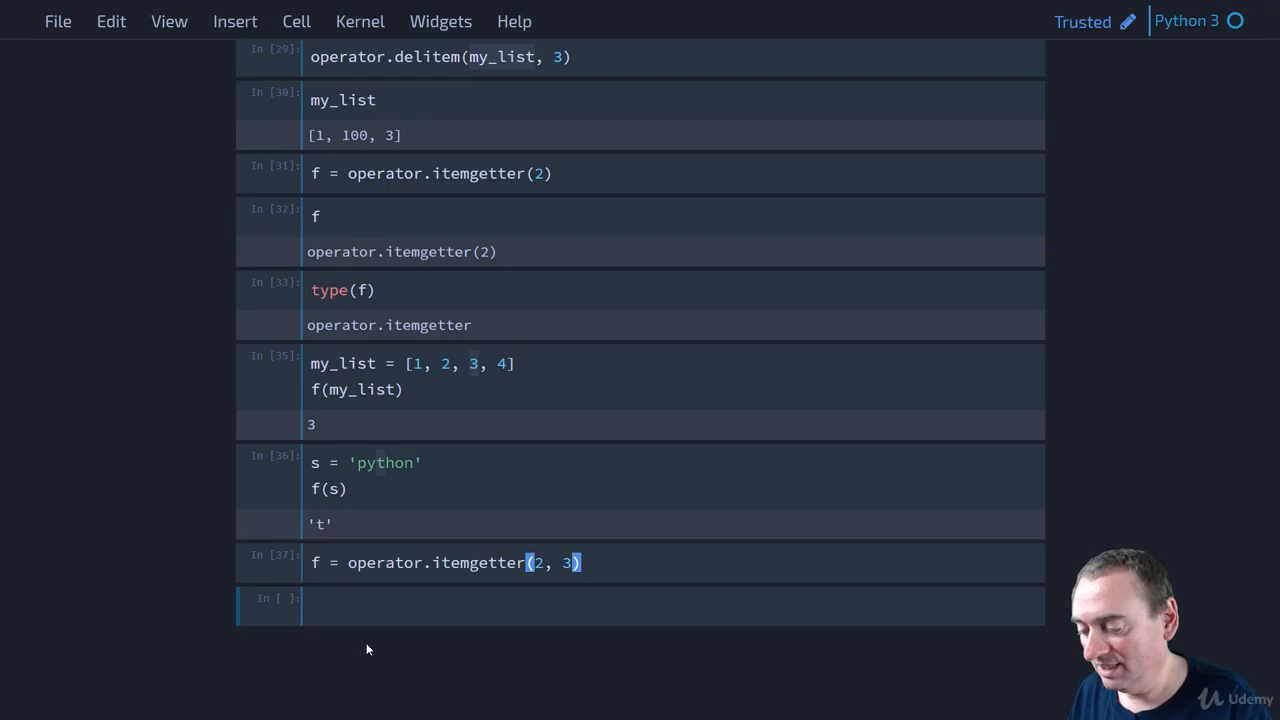 File Edit View Insert Cell Kernel Widgets Help Trusted Python 3
In [29]: operator.delitem(my_list, 3)
In [30]: my_list
[1, 100, 3]
In [31]: f = operator.itemgetter(2)
In [32]: f
operator.itemgetter(2)
In [33]: type(f)
operator.itemgetter
In [35]: my_list = [1, 2, 3, 4]
f(my_list)
3
In [36]: s = 'python'
f(s)
't'
In [37]: f = operator.itemgetter(2, 3)
In [ ]:
Udemy